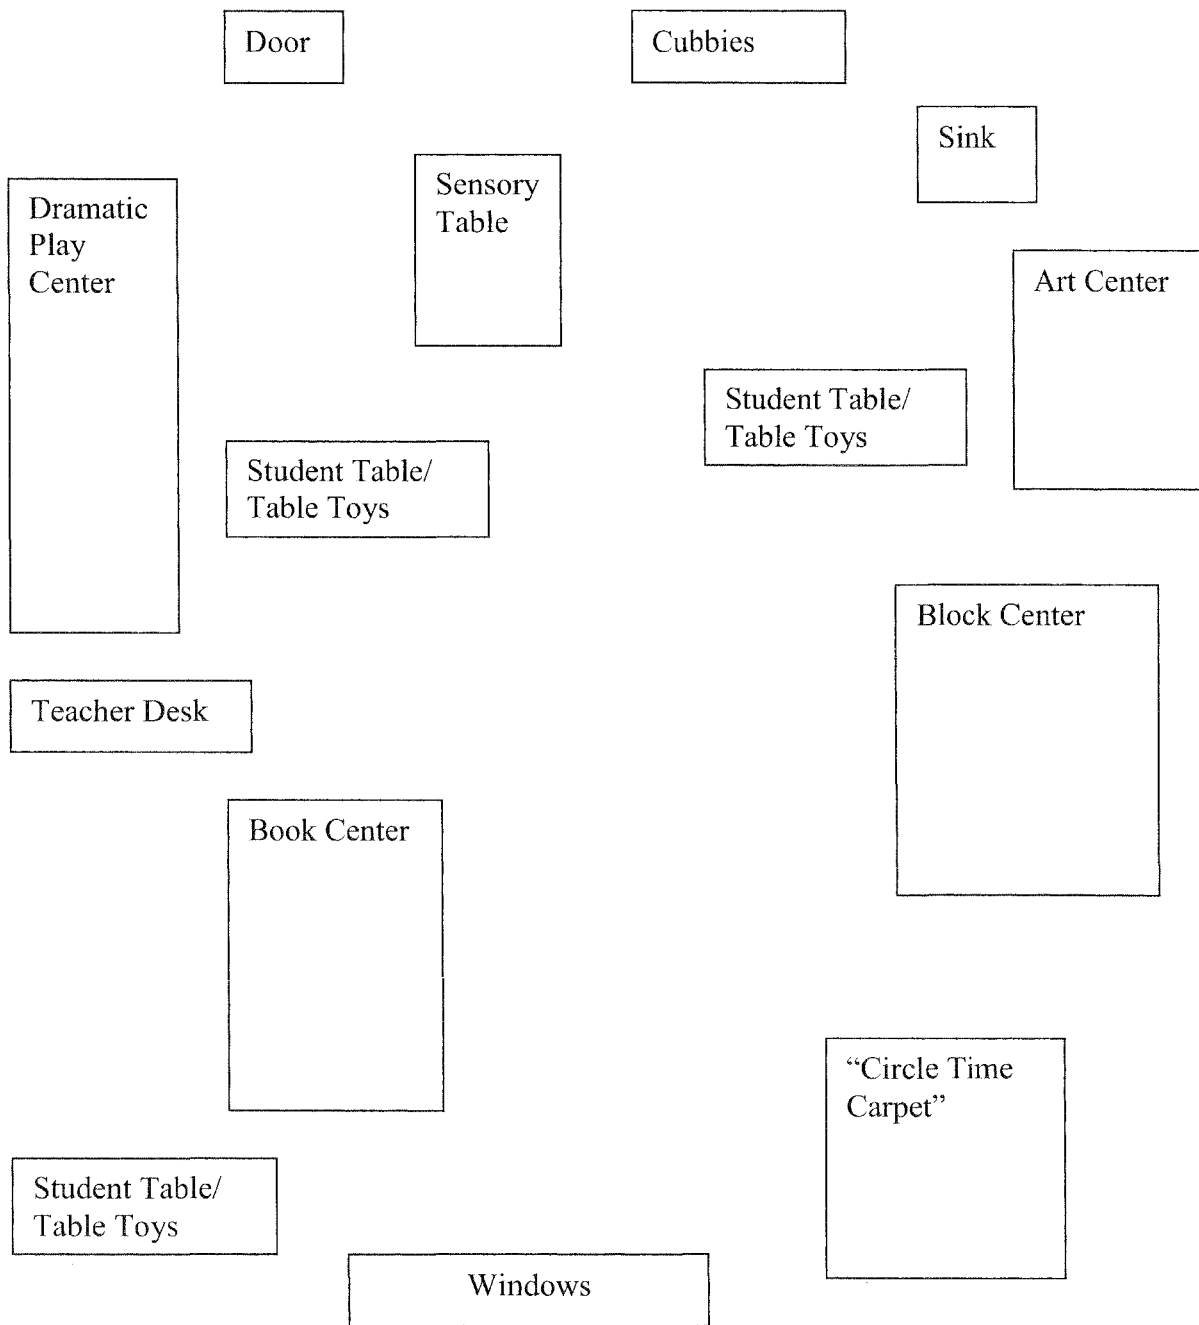 Door
Cubbies
Sink
Sensory
Table
Dramatic
Play
Center
Art Center
Student Table/
Table Toys
Student Table/
Table Toys
Block Center
Teacher Desk
Book Center
“Circle Time
Carpet”
Student Table/
Table Toys
Windows